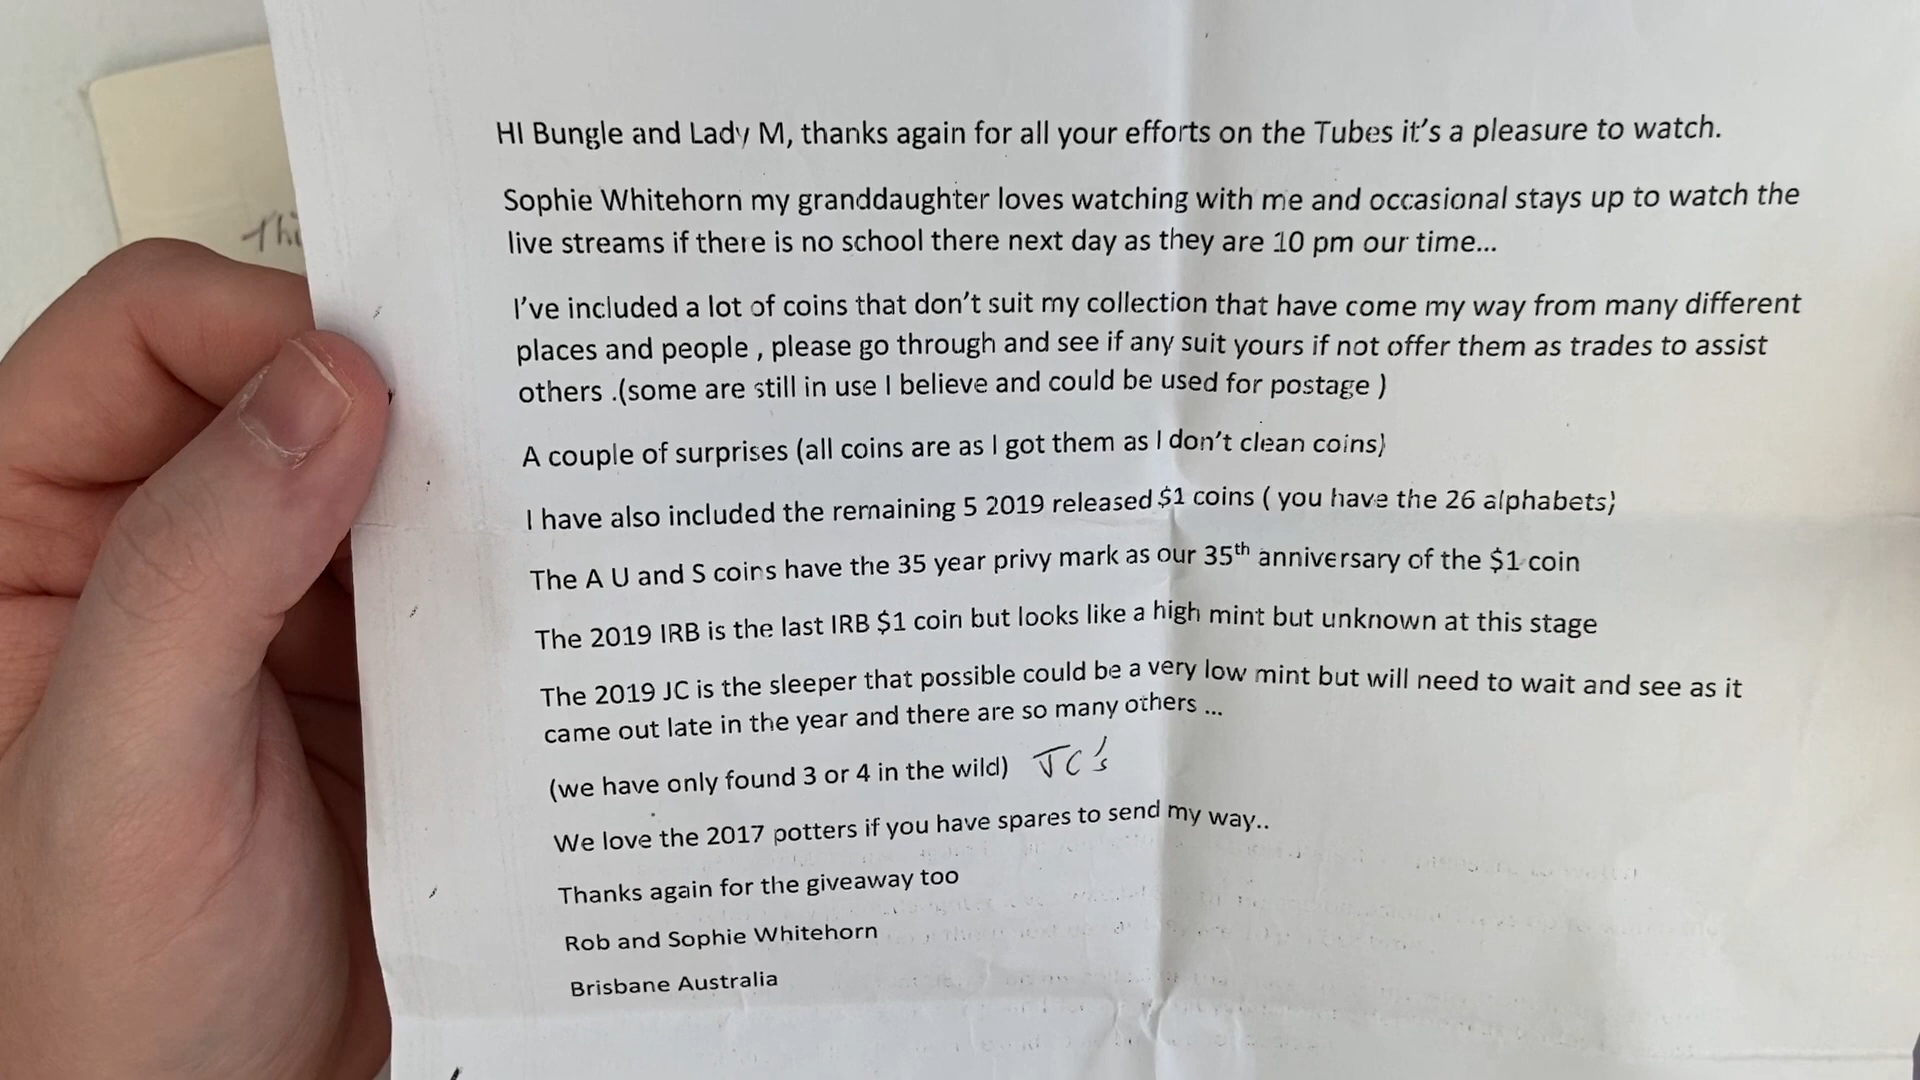 Thi
HI Bungle and Lady M, thanks again for all your efforts on the Tubes it's a pleasure to watch.
Sophie Whitehorn my granddaughter loves watching with me and occasional stays up to watch the
live streams if there is no school there next day as they are 10 pm our time...
I've included a lot of coins that don't suit my collection that have come my way from many different
places and people , please go through and see if any suit yours if not offer them as trades to assist
others .(some are still in use I believe and could be used for postage )
A couple of surprises (all coins are as I got them as I don't clean coins)
I have also included the remaining 5 2019 released $1 coins ( you have the 26 alphabets)
The A U and S coins have the 35 year privy mark as our 35th anniversary of the $1 coin
The 2019 IRB is the last IRB $1 coin but looks like a high mint but unknown at this stage
The 2019 JC is the sleeper that possible could be a very low mint but will need to wait and see as it
came out late in the year and there are so many others ...
(we have only found 3 or 4 in the wild) JC's
We love the 2017 potters if you have spares to send my way..
Thanks again for the giveaway too
Rob and Sophie Whitehorn
Brisbane Australia